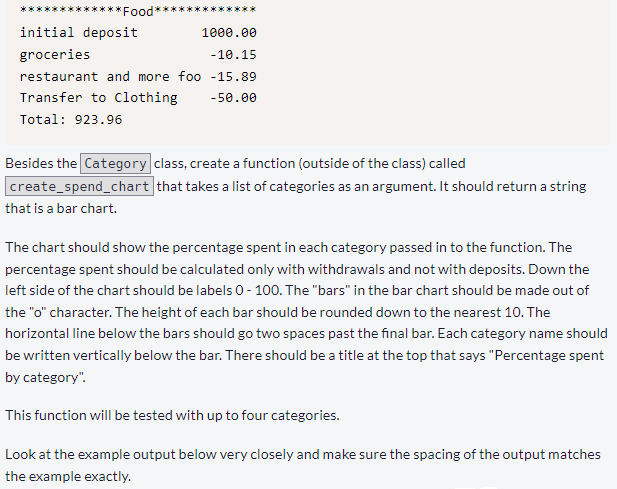 *************Food*************
initial deposit        1000.00
groceries               -10.15
restaurant and more foo -15.89
Transfer to Clothing    -50.00
Total: 923.96
Besides the Category class, create a function (outside of the class) called
create_spend_chart that takes a list of categories as an argument. It should return a string
that is a bar chart.
The chart should show the percentage spent in each category passed in to the function. The
percentage spent should be calculated only with withdrawals and not with deposits. Down the
left side of the chart should be labels 0 - 100. The "bars" in the bar chart should be made out of
the "o" character. The height of each bar should be rounded down to the nearest 10. The
horizontal line below the bars should go two spaces past the final bar. Each category name should
be written vertically below the bar. There should be a title at the top that says "Percentage spent
by category".
This function will be tested with up to four categories.
Look at the example output below very closely and make sure the spacing of the output matches
the example exactly.